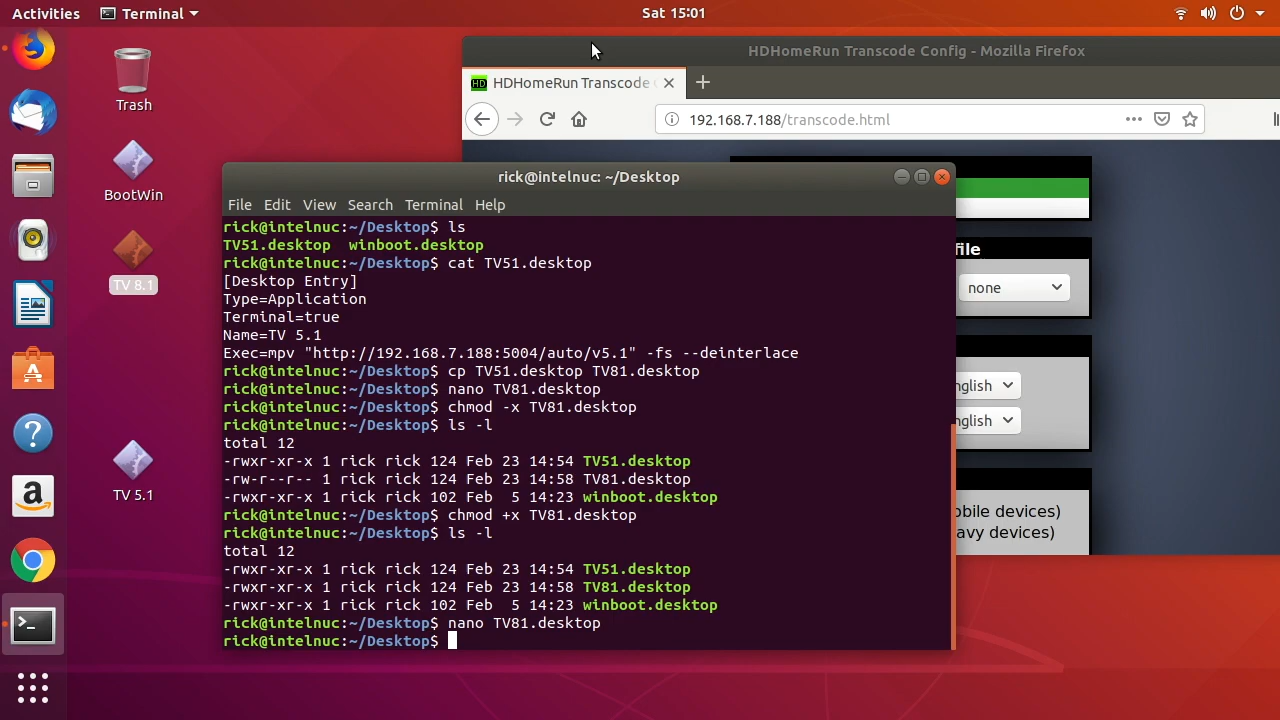 Activities
Terminal
Sat 15:01
Trash
BootWin
TV 8.1
TV 5.1
HDHomeRun Transcode Config - Mozilla Firefox
HD
HDHomeRun Transcode
192.168.7.188/transcode.html
file
none
nglish
nglish
bile devices)
avy devices)
rick@intelnuc: ~/Desktop
File Edit View Search Terminal Help
rick@intelnuc:~/Desktop$ ls
TV51.desktop  winboot.desktop
rick@intelnuc:~/Desktop$ cat TV51.desktop
[Desktop Entry]
Type=Application
Terminal=true
Name=TV 5.1
Exec=mpv "http://192.168.7.188:5004/auto/v5.1" -fs --deinterlace
rick@intelnuc:~/Desktop$ cp TV51.desktop TV81.desktop
rick@intelnuc:~/Desktop$ nano TV81.desktop
rick@intelnuc:~/Desktop$ chmod -x TV81.desktop
rick@intelnuc:~/Desktop$ ls -l
total 12
-rwxr-xr-x 1 rick rick 124 Feb 23 14:54 TV51.desktop
-rw-r--r-- 1 rick rick 124 Feb 23 14:58 TV81.desktop
-rwxr-xr-x 1 rick rick 102 Feb  5 14:23 winboot.desktop
rick@intelnuc:~/Desktop$ chmod +x TV81.desktop
rick@intelnuc:~/Desktop$ ls -l
total 12
-rwxr-xr-x 1 rick rick 124 Feb 23 14:54 TV51.desktop
-rwxr-xr-x 1 rick rick 124 Feb 23 14:58 TV81.desktop
-rwxr-xr-x 1 rick rick 102 Feb  5 14:23 winboot.desktop
rick@intelnuc:~/Desktop$ nano TV81.desktop
rick@intelnuc:~/Desktop$